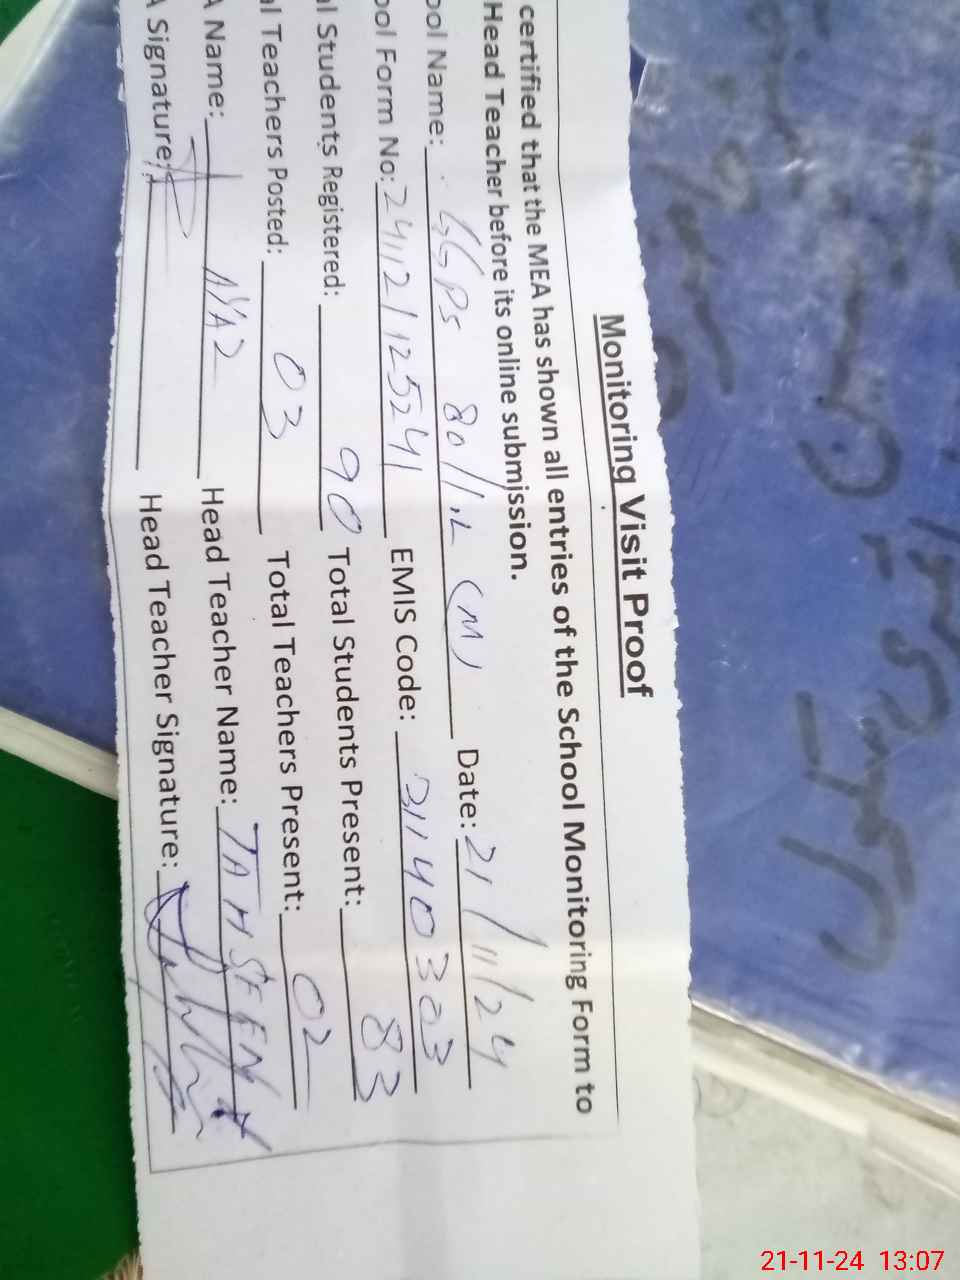 Monitoring Visit Proof
certified that the MEA has shown all entries of the School Monitoring Form to
Head Teacher before its online submission.
ool Name: GGPS 80/1.L (M) Date: 21/11/24
ool Form No: 241121125241 EMIS Code: 31140303
l Students Registered: 90 Total Students Present: 83
al Teachers Posted: 03 Total Teachers Present: 02
A Name: Head Teacher Name: TAHSEEN
A Signature: Head Teacher Signature:
21-11-24 13:07